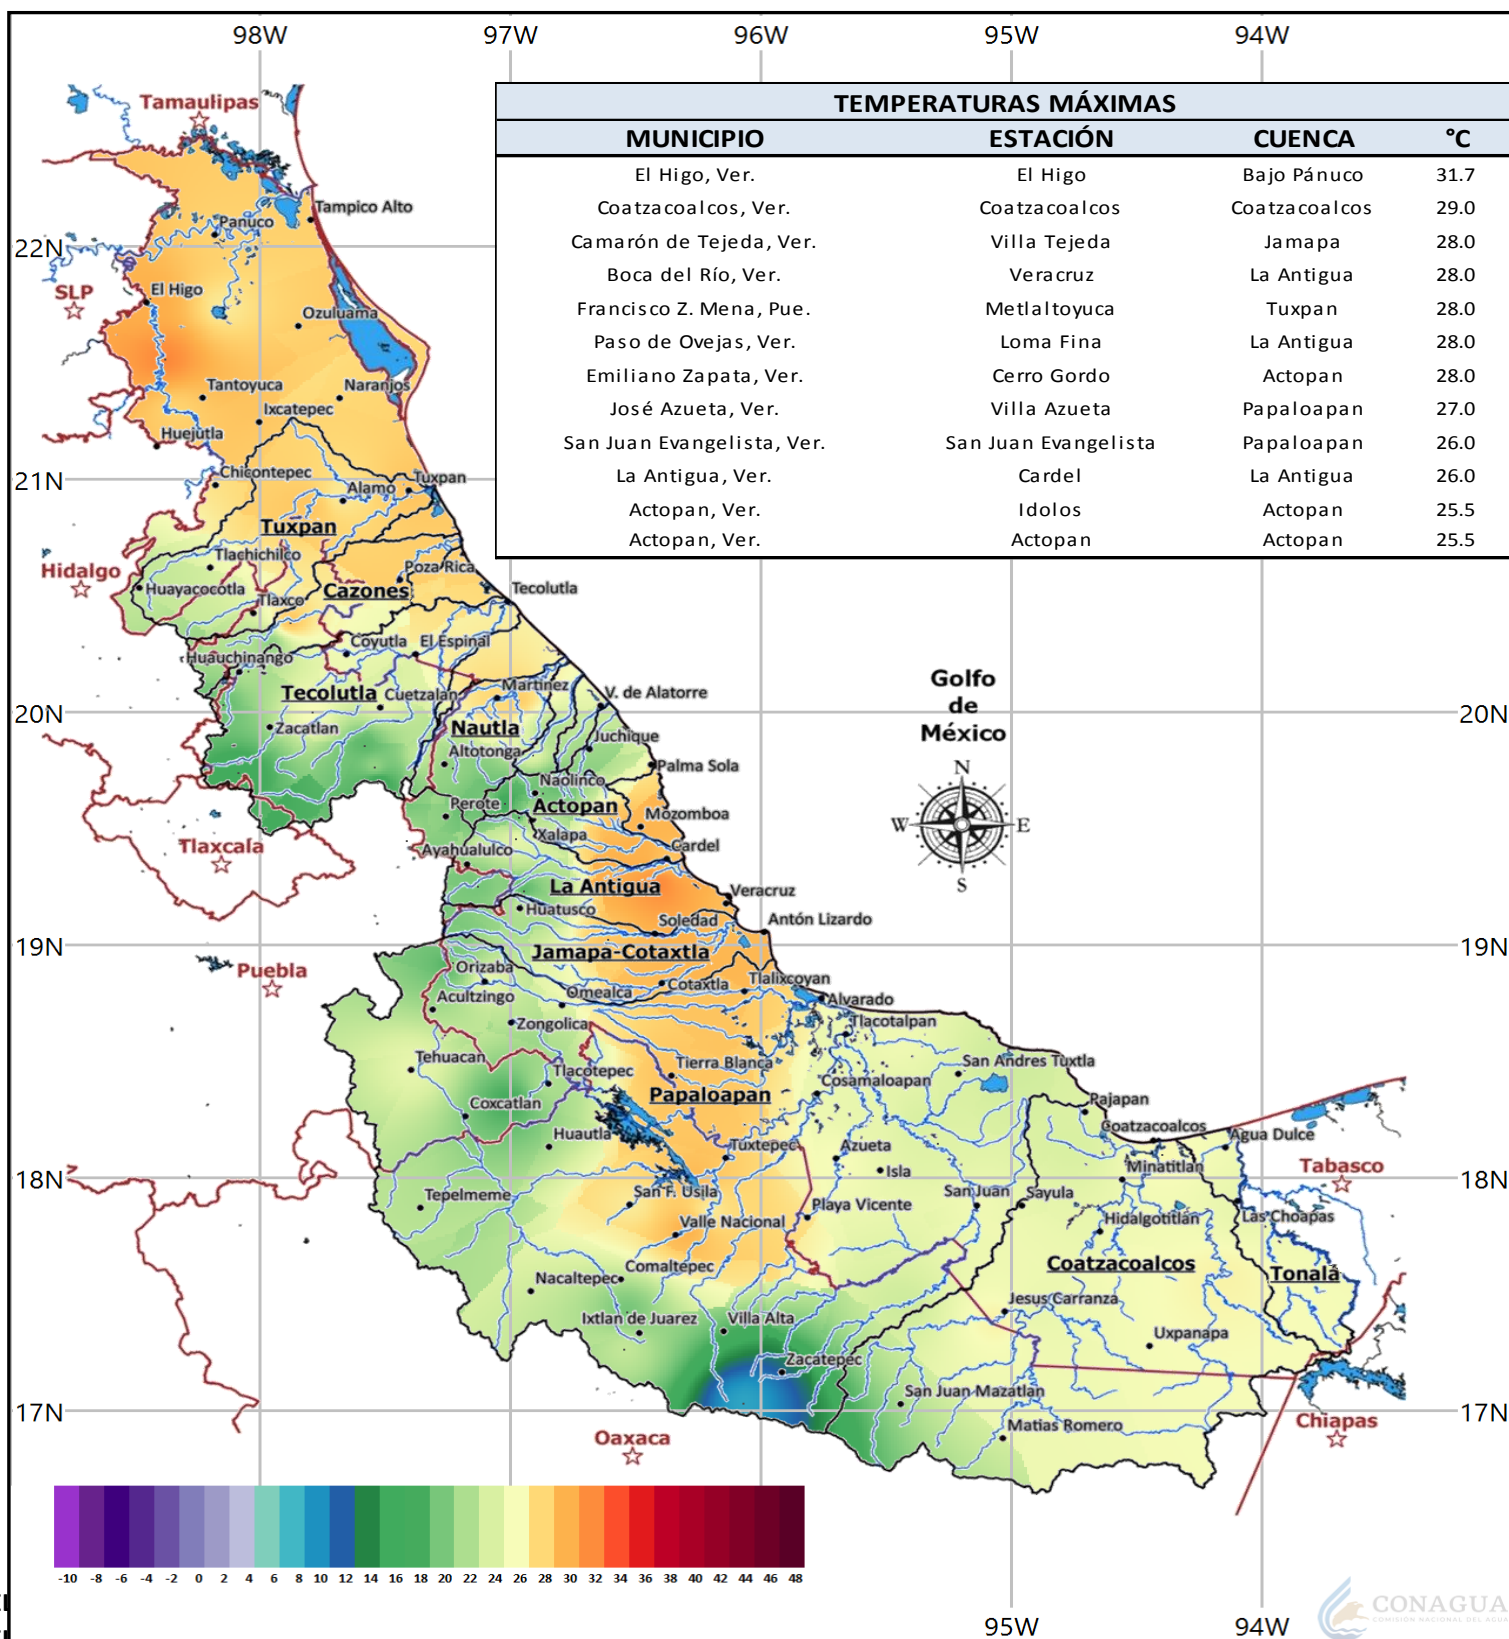 98W 97W 96W 95W 94W
TEMPERATURAS MÁXIMAS
MUNICIPIO ESTACIÓN CUENCA °C
El Higo, Ver. El Higo Bajo Pánuco 31.7
Coatzacoalcos, Ver. Coatzacoalcos Coatzacoalcos 29.0
Camarón de Tejeda, Ver. Villa Tejeda Jamapa 28.0
Boca del Río, Ver. Veracruz La Antigua 28.0
Francisco Z. Mena, Pue. Metlaltoyuca Tuxpan 28.0
Paso de Ovejas, Ver. Loma Fina La Antigua 28.0
Emiliano Zapata, Ver. Cerro Gordo Actopan 28.0
José Azueta, Ver. Villa Azueta Papaloapan 27.0
San Juan Evangelista, Ver. San Juan Evangelista Papaloapan 26.0
La Antigua, Ver. Cardel La Antigua 26.0
Actopan, Ver. Idolos Actopan 25.5
Actopan, Ver. Actopan Actopan 25.5
Tamaulipas
Tampico Alto
Panuco
22N
SLP
El Higo
Ozuluama
Tantoyuca
Naranjos
Ixcatepec
Huejutla
Chicontepec
21N
Tuxpan
Alamo
Tuxpan
Tlachichilco
Hidalgo
Poza Rica
Huayacocotla
Cazones
Tecolutla
Tlaxco
Coyutla
El Espinal
Huauchinango
Tecolutla
Cuetzalan
Martinez
V. de Alatorre
Golfo
de
México
20N
20N
Zacatlan
Nautla
Juchique
Altotonga
Palma Sola
Naolinco
Perote
Actopan
Mozomboa
N
W
E
S
Xalapa
Tlaxcala
Ayahualulco
Cardel
La Antigua
Veracruz
Huatusco
Soledad
Antón Lizardo
19N
19N
Jamapa-Cotaxtla
Puebla
Orizaba
Cotaxtla
Tlalixcoyan
Acultzingo
Omealca
Alvarado
Zongolica
Tlacotalpan
Tehuacan
Tierra Blanca
San Andres Tuxtla
Tlacotepec
Papaloapan
Cosamaloapan
Coxcatlan
Pajapan
Huautla
Coatzacoalcos
Agua Dulce
Tuxtepec
Azueta
Minatitlan
Tabasco
Isla
18N
18N
Tepelmeme
San F. Usila
San Juan
Sayula
Playa Vicente
Valle Nacional
Hidalgotitlán
Las Choapas
Comaltepec
Coatzacoalcos
Tonalá
Nacaltepec
Jesus Carranza
Ixtlan de Juarez
Villa Alta
Uxpanapa
Zacatepec
San Juan Mazatlan
17N
17N
Matias Romero
Chiapas
Oaxaca
-10 -8 -6 -4 -2 0 2 4 6 8 10 12 14 16 18 20 22 24 26 28 30 32 34 36 38 40 42 44 46 48
CONAGUA
COMISIÓN NACIONAL DEL AGUA
95W 94W